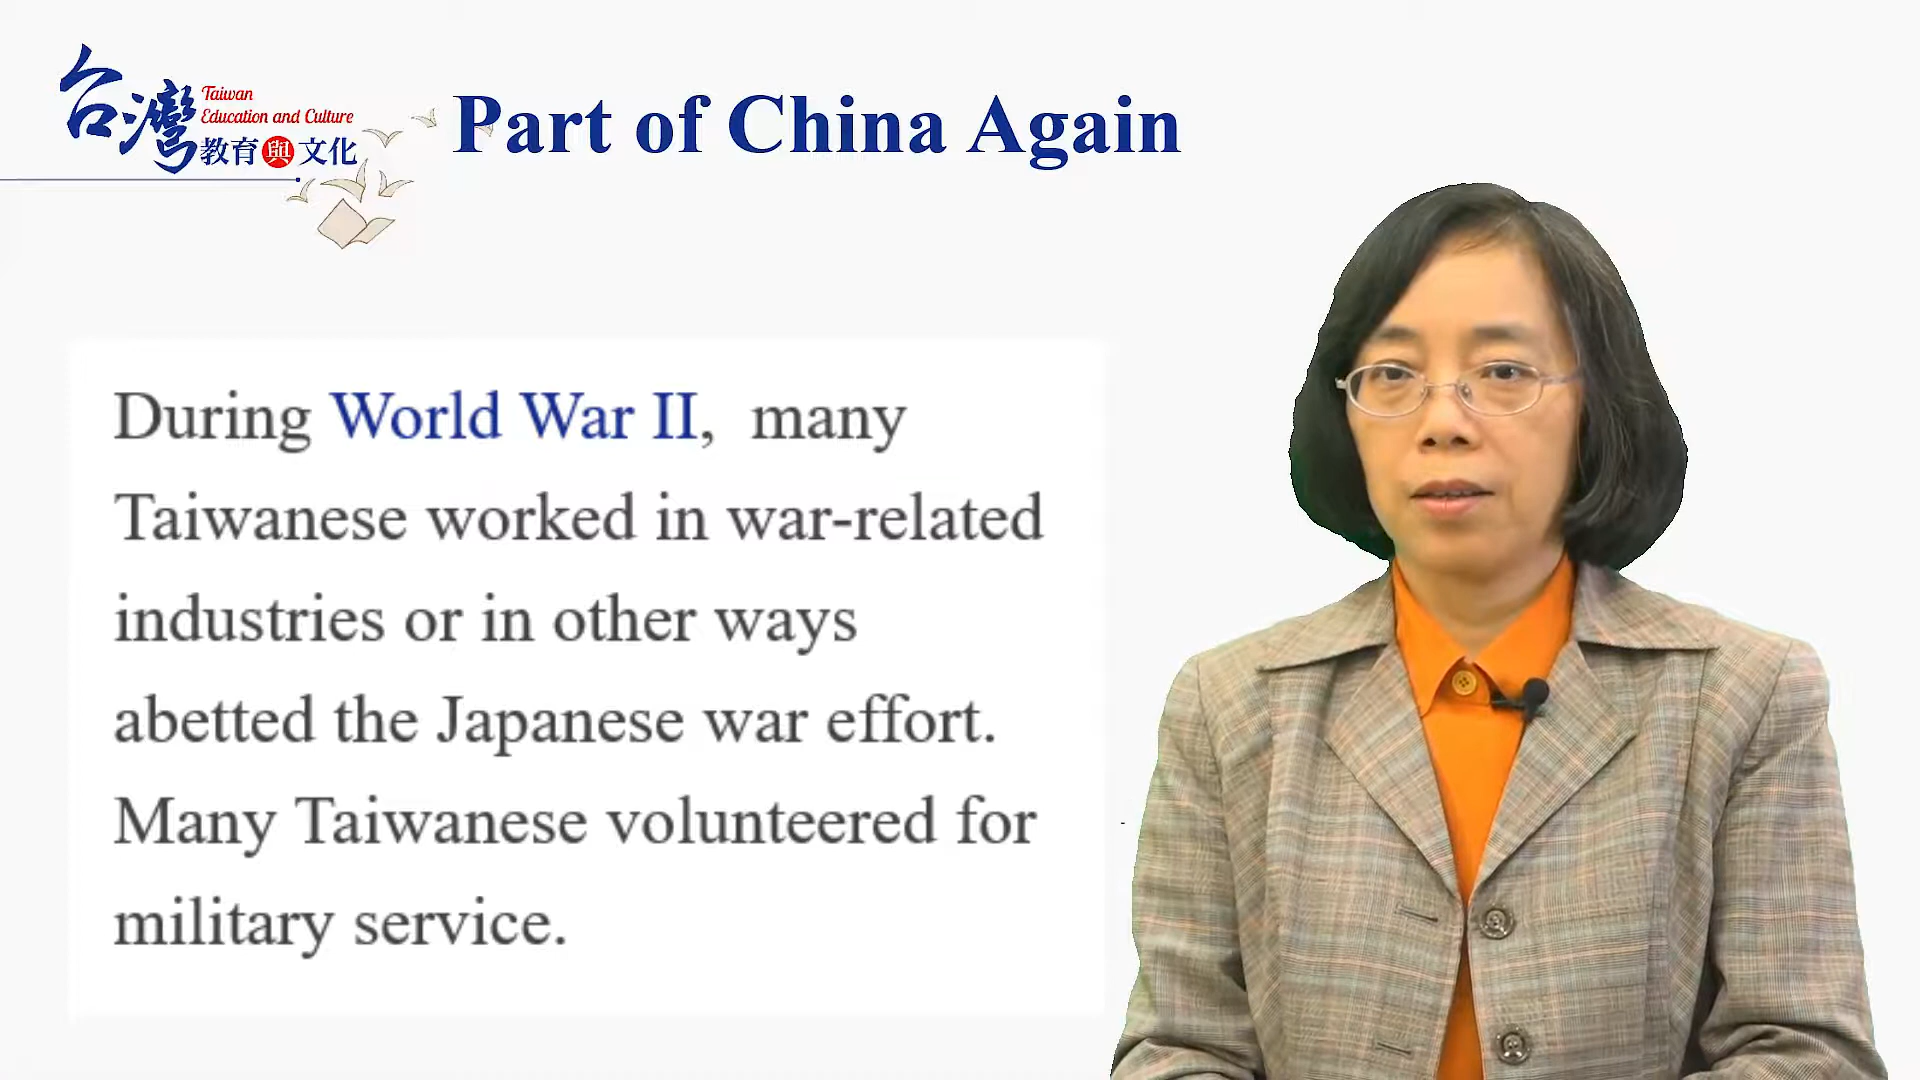 台灣
Taiwan
Education and Culture
教育與文化
Part of China Again
During World War II, many
Taiwanese worked in war-related
industries or in other ways
abetted the Japanese war effort.
Many Taiwanese volunteered for
military service.